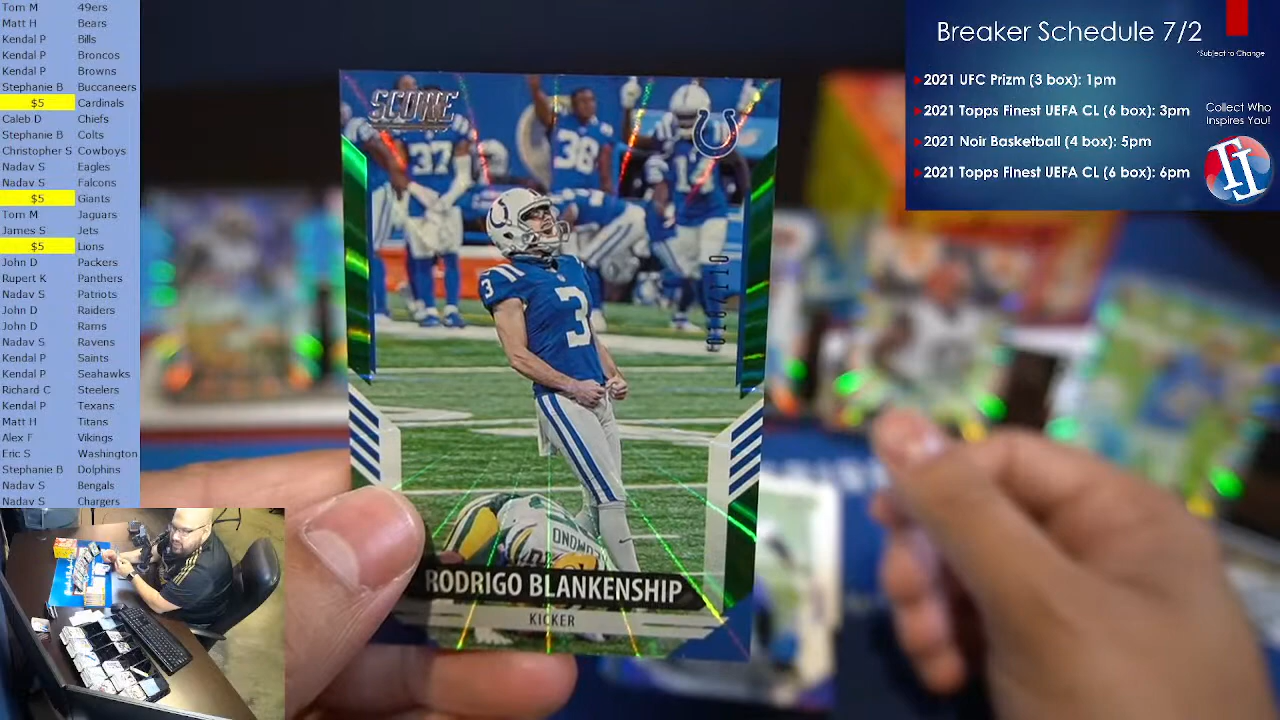 Tom M 49ers
Matt H Bears
Kendal P Bills
Kendal P Broncos
Kendal P Browns
Stephanie B Buccaneers
$5 Cardinals
Caleb D Chiefs
Stephanie B Colts
Christopher S Cowboys
Nadav S Eagles
Nadav S Falcons
$5 Giants
Tom M Jaguars
James S Jets
$5 Lions
John D Packers
Rupert K Panthers
Nadav S Patriots
John D Raiders
John D Rams
Nadav S Ravens
Kendal P Saints
Kendal P Seahawks
Richard C Steelers
Kendal P Texans
Matt H Titans
Alex F Vikings
Eric S Washington
Stephanie B Dolphins
Nadav S Bengals
Nadav S Chargers
Breaker Schedule 7/2
*Subject to Change
2021 UFC Prizm (3 box): 1pm
2021 Topps Finest UEFA CL (6 box): 3pm
2021 Noir Basketball (4 box): 5pm
2021 Topps Finest UEFA CL (6 box): 6pm
Collect Who
Inspires You!
SCORE
37
38
3
3
RODRIGO BLANKENSHIP
KICKER